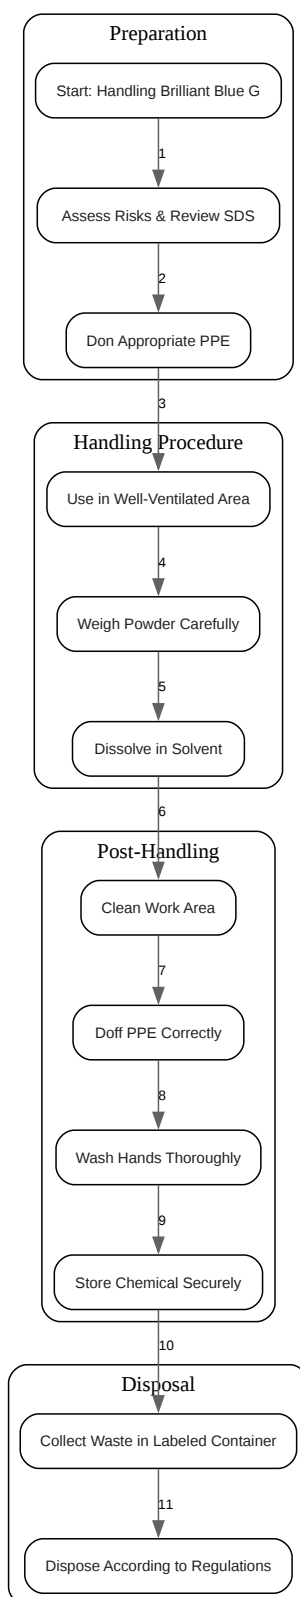 Preparation
Start: Handling Brilliant Blue G
1
Assess Risks & Review SDS
2
Don Appropriate PPE
3
Handling Procedure
Use in Well-Ventilated Area
4
Weigh Powder Carefully
5
Dissolve in Solvent
6
Post-Handling
Clean Work Area
7
Doff PPE Correctly
8
Wash Hands Thoroughly
9
Store Chemical Securely
10
Disposal
Collect Waste in Labeled Container
11
Dispose According to Regulations